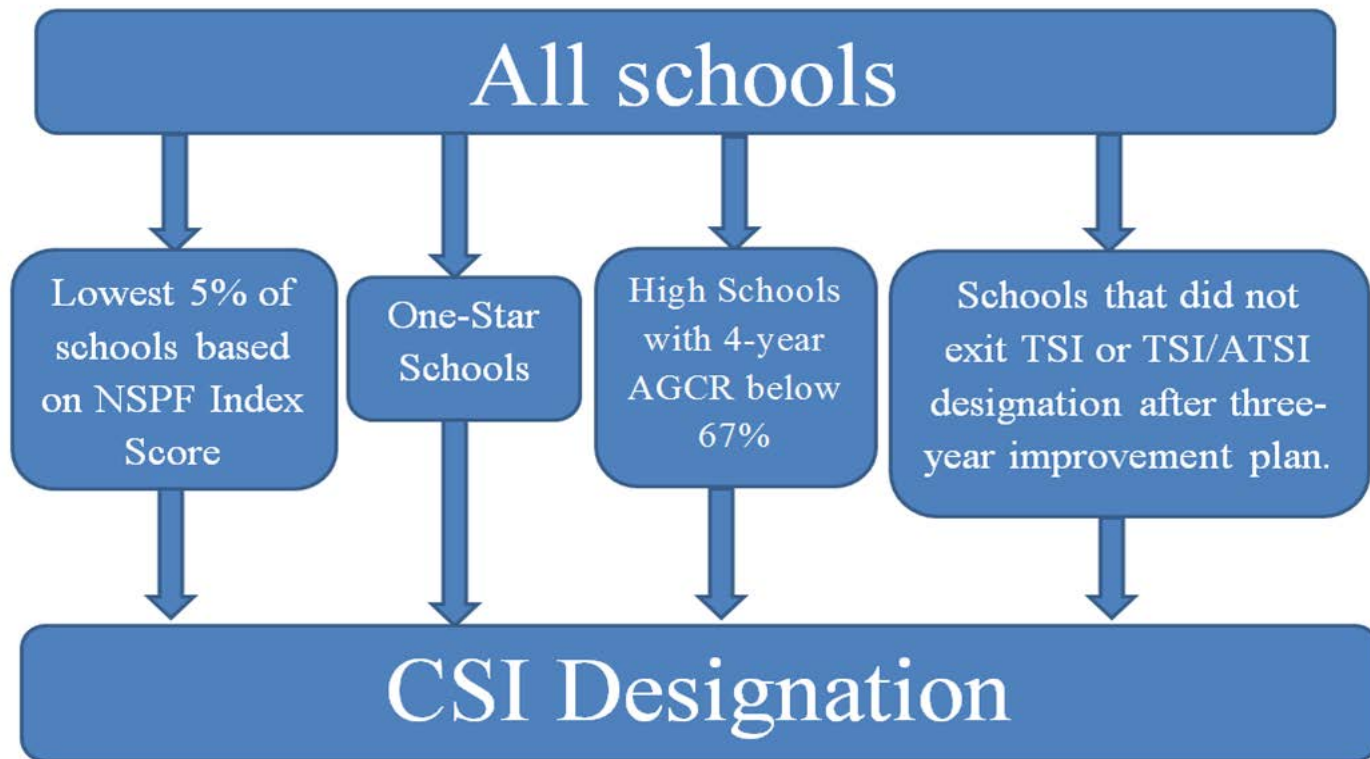 All schools
Lowest 5% of
schools based
on NSPF Index
Score
One-Star
Schools
High Schools
with 4-year
AGCR below
67%
Schools that did not
exit TSI or TSI/ATSI
designation after three-
year improvement plan.
CSI Designation